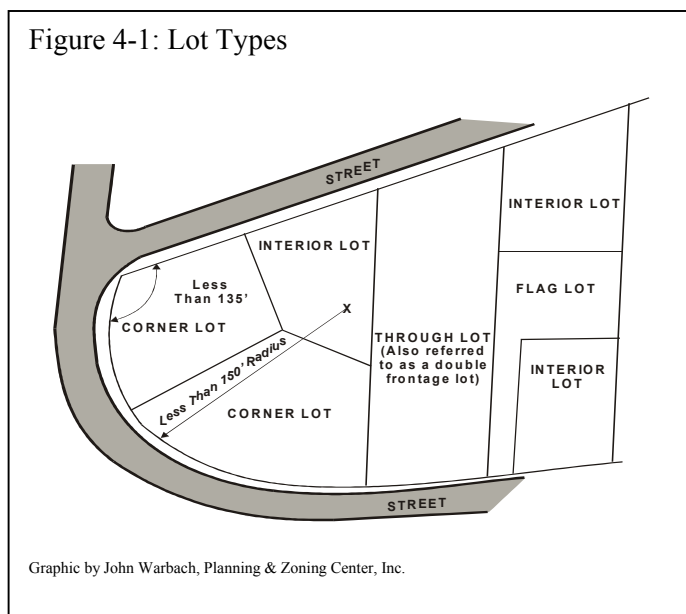 Figure 4-1: Lot Types
STREET
INTERIOR LOT
INTERIOR LOT
Less
Than 135'
FLAG LOT
X
CORNER LOT
THROUGH LOT
(Also referred
to as a double
frontage lot)
Less Than 150' Radius
INTERIOR
LOT
CORNER LOT
STREET
Graphic by John Warbach, Planning & Zoning Center, Inc.